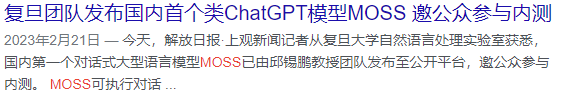 复旦团队发布国内首个类ChatGPT模型MOSS 邀公众参与内测
2023年2月21日 — 今天，解放日报·上观新闻记者从复旦大学自然语言处理实验室获悉，
国内第一个对话式大型语言模型MOSS已由邱锡鹏教授团队发布至公开平台，邀公众参与
内测。 MOSS可执行对话 ...